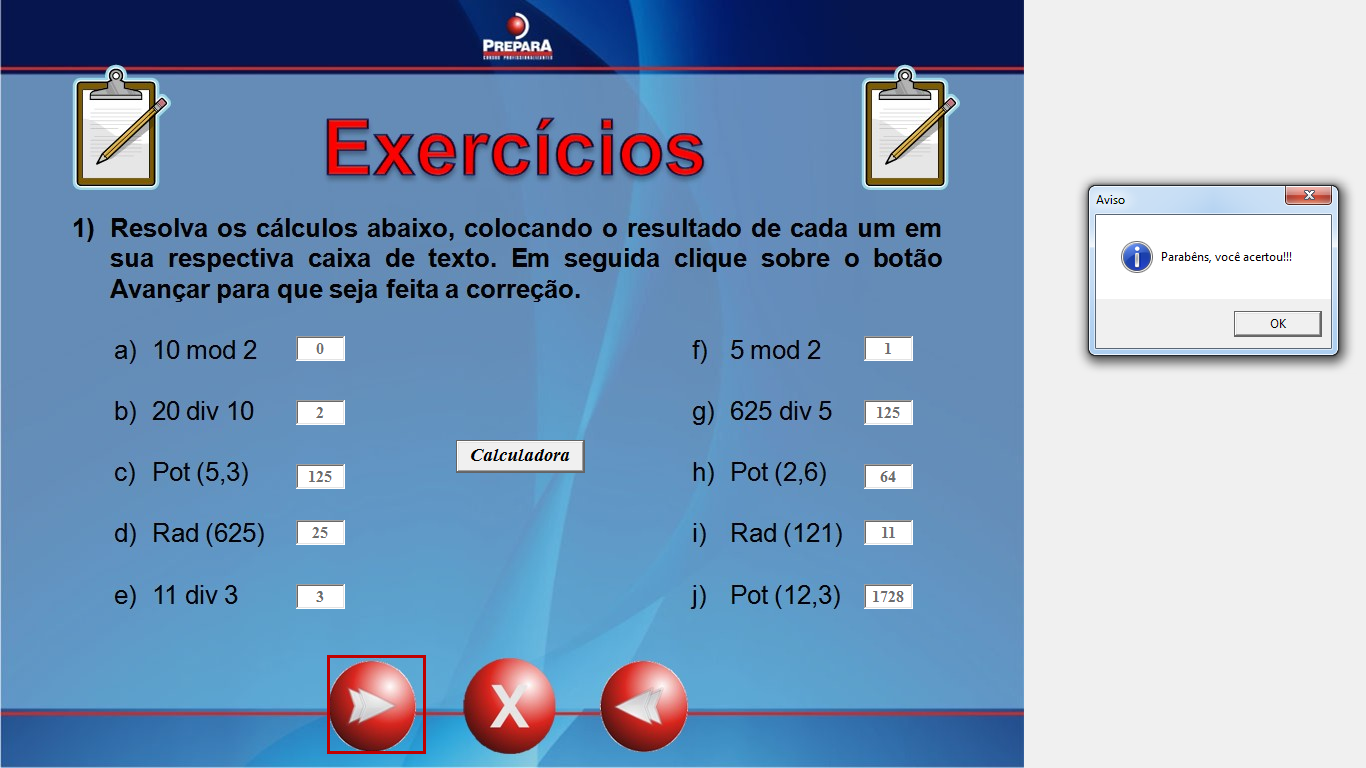 PREPARA
CURSOS PROFISSIONALIZANTES
Exercícios
1) Resolva os cálculos abaixo, colocando o resultado de cada um em
sua respectiva caixa de texto. Em seguida clique sobre o botão
Avançar para que seja feita a correção.
a) 10 mod 2 0
b) 20 div 10 2
c) Pot (5,3) 125
d) Rad (625) 25
e) 11 div 3 3
Calculadora
f) 5 mod 2 1
g) 625 div 5 125
h) Pot (2,6) 64
i) Rad (121) 11
j) Pot (12,3) 1728
X
Aviso
Parabéns, você acertou!!!
OK